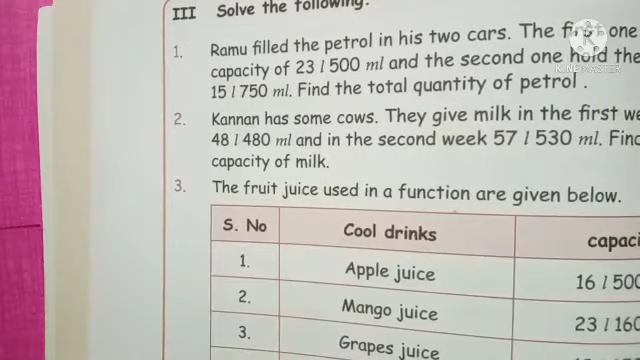 III Solve the following.
1. Ramu filled the petrol in his two cars. The first one
capacity of 23 l 500 ml and the second one hold the
15 l 750 ml. Find the total quantity of petrol .
2. Kannan has some cows. They give milk in the first we
48 l 480 ml and in the second week 57 l 530 ml. Find
capacity of milk.
3. The fruit juice used in a function are given below.
S. No Cool drinks capaci
1. Apple juice 16 l 500
2. Mango juice 23 l 160
3. Grapes juice
KINEMASTER